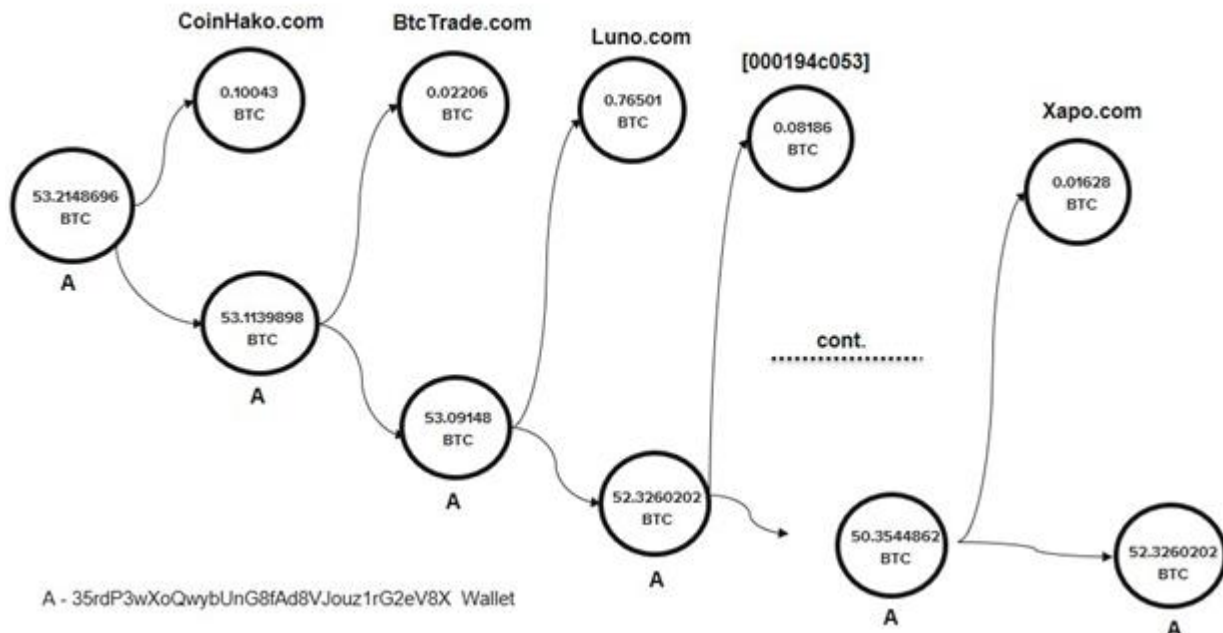 CoinHako.com
BtcTrade.com
Luno.com
[000194c053]
Xapo.com
0.10043
BTC
0.02206
BTC
0.76501
BTC
0.08186
BTC
0.01628
BTC
53.2148696
BTC
A
53.1139898
BTC
A
cont.
53.09148
BTC
A
52.3260202
BTC
A
50.3544862
BTC
A
52.3260202
BTC
A
A - 35rdP3wXoQwybUnG8fAd8VJouz1rG2eV8X Wallet